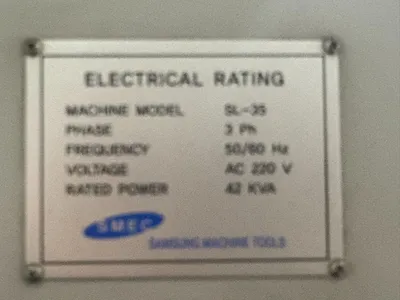 ELECTRICAL RATING
MACHINE MODEL SL-35
PHASE 3 Ph
FREQUENCY 50/60 Hz
VOLTAGE AC 220 V
RATED POWER 42 KVA
SMEC
SAMSUNG MACHINE TOOLS